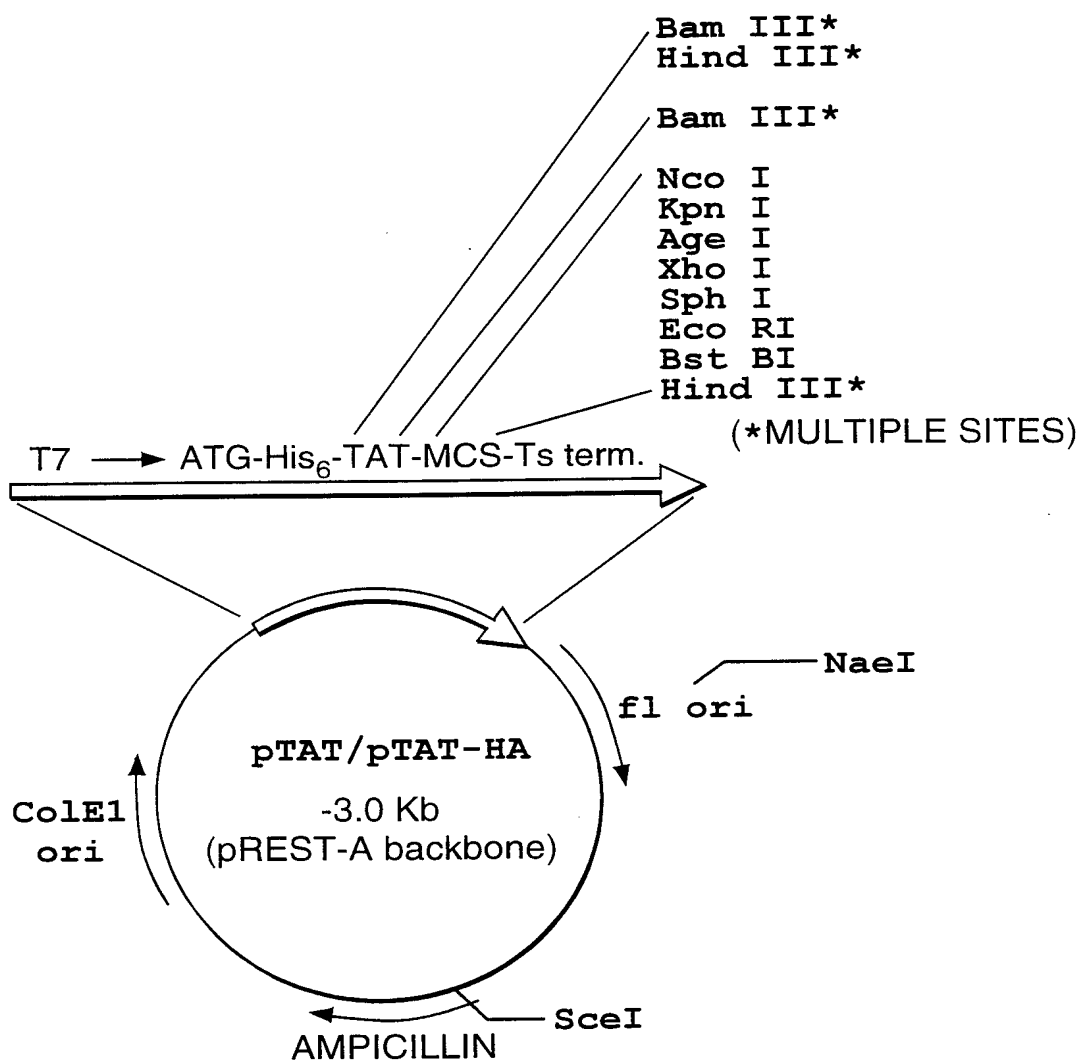 Bam III*
Hind III*
Bam III*
Nco I
Kpn I
Age I
Xho I
Sph I
Eco RI
Bst BI
Hind III*
(*MULTIPLE SITES)
T7 ATG-His6-TAT-MCS-Ts term.
NaeI
fl ori
pTAT/pTAT-HA
-3.0 Kb
(pREST-A backbone)
ColE1
ori
SceI
AMPICILLIN